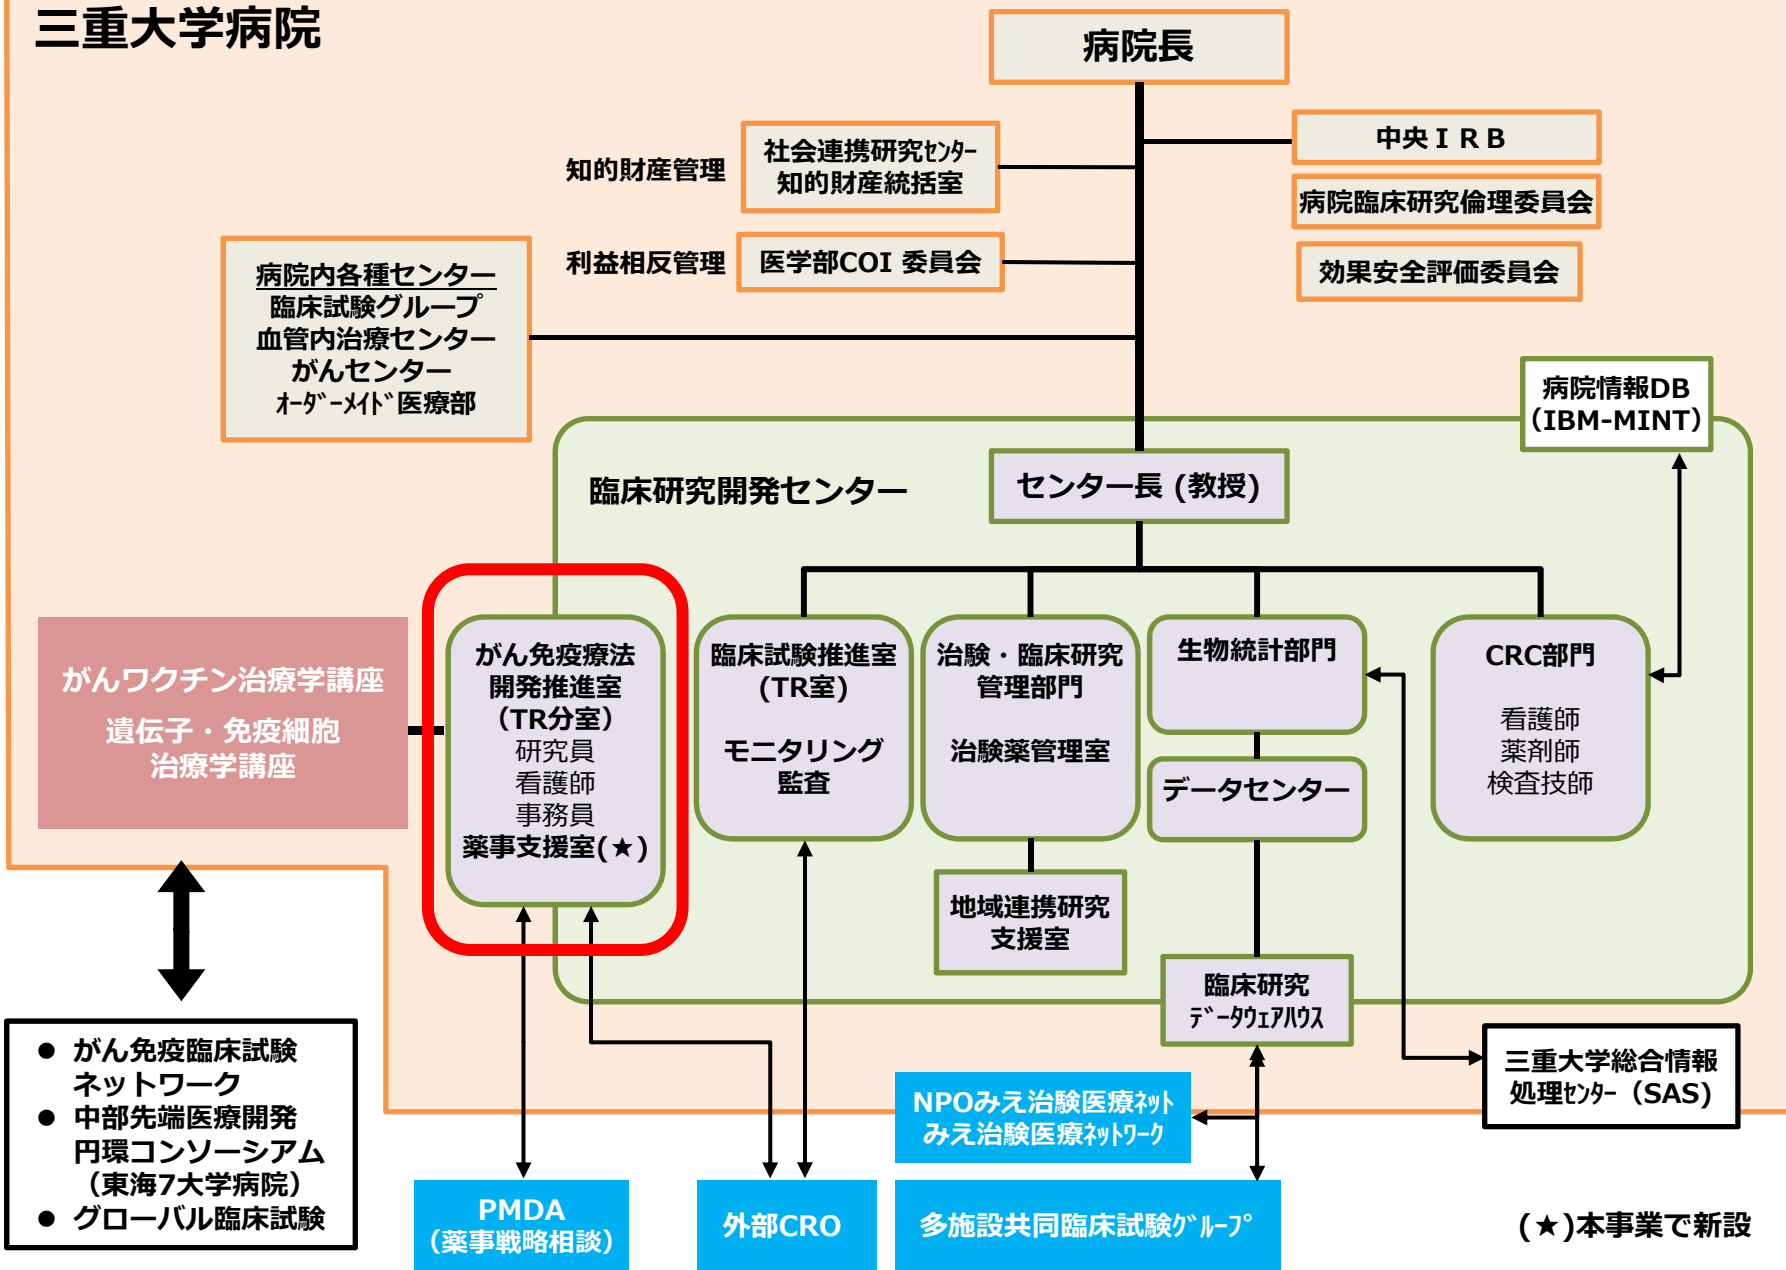 三重大学病院
病院長
知的財産管理
社会連携研究ｾﾝﾀｰ
知的財産統括室
中央ＩＲＢ
病院臨床研究倫理委員会
利益相反管理
医学部COI 委員会
効果安全評価委員会
病院内各種センター
臨床試験グループ
血管内治療センター
がんセンター
ｵｰﾀﾞｰﾒｲﾄﾞ医療部
病院情報DB
（IBM-MINT）
臨床研究開発センター
センター長 (教授)
がんワクチン治療学講座
遺伝子・免疫細胞
治療学講座
がん免疫療法
開発推進室
（TR分室）
研究員
看護師
事務員
薬事支援室(★)
臨床試験推進室
(TR室)
モニタリング
監査
治験・臨床研究
管理部門
治験薬管理室
生物統計部門
データセンター
CRC部門
看護師
薬剤師
検査技師
地域連携研究
支援室
臨床研究
ﾃﾞｰﾀｳｪｱﾊｳｽ
● がん免疫臨床試験
ネットワーク
● 中部先端医療開発
円環コンソーシアム
（東海7大学病院）
● グローバル臨床試験
三重大学総合情報
処理ｾﾝﾀｰ（SAS)
NPOみえ治験医療ﾈｯﾄ
みえ治験医療ﾈｯﾄﾜｰｸ
PMDA
（薬事戦略相談）
外部CRO
多施設共同臨床試験ｸﾞﾙｰﾌﾟ
(★)本事業で新設